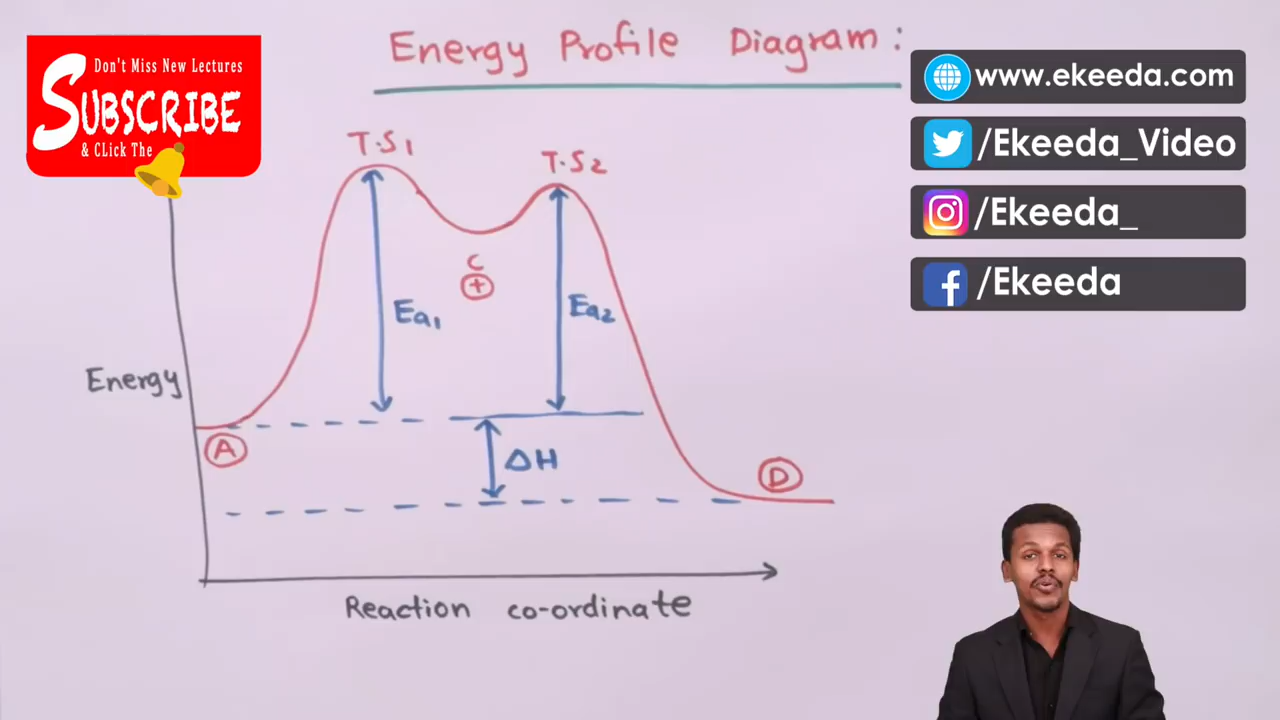 Energy Profile Diagram:
Don't Miss New Lectures
SUBSCRIBE
& CLick The
www.ekeeda.com
/Ekeeda_Video
/Ekeeda_
/Ekeeda
T.S1
T.S2
C
+
Ea1
Ea2
Energy
A
ΔH
D
Reaction co-ordinate